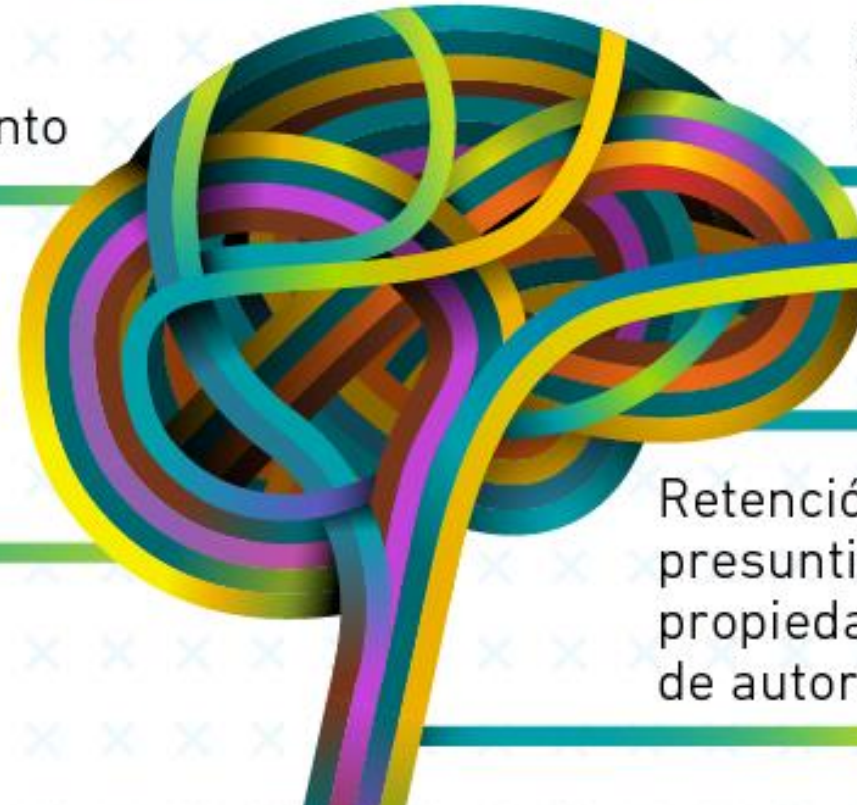 nto
Retenció
presunti
propieda
de autor